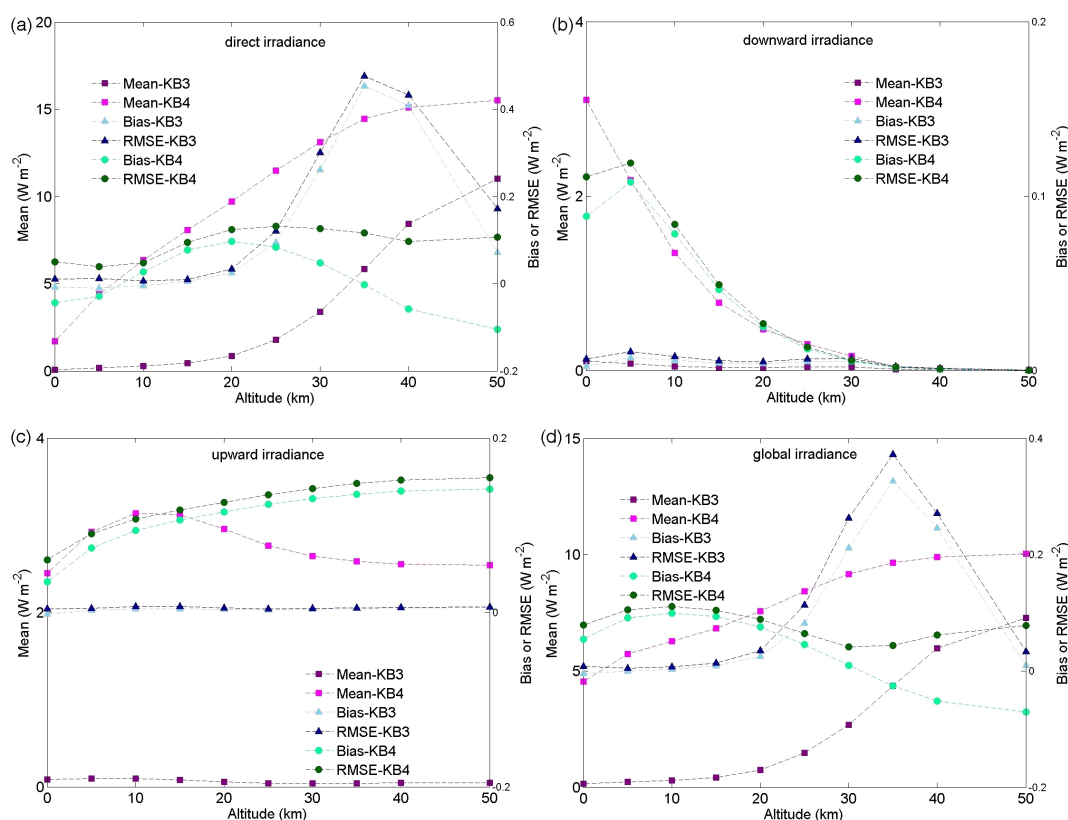 (a)
direct irradiance
20
15
10
5
0
0.6
0.4
0.2
0
-0.2
Mean (W m-2)
Bias or RMSE (W m-2)
Mean-KB3
Mean-KB4
Bias-KB3
RMSE-KB3
Bias-KB4
RMSE-KB4
0 10 20 30 40 50
Altitude (km)
(b)
downward irradiance
4
2
0
0.2
0.1
0
Mean (W m-2)
Bias or RMSE (W m-2)
Mean-KB3
Mean-KB4
Bias-KB3
RMSE-KB3
Bias-KB4
RMSE-KB4
0 10 20 30 40 50
Altitude (km)
(c)
upward irradiance
4
2
0
0.2
0
-0.2
Mean (W m-2)
Bias or RMSE (W m-2)
Mean-KB3
Mean-KB4
Bias-KB3
RMSE-KB3
Bias-KB4
RMSE-KB4
0 10 20 30 40 50
Altitude (km)
(d)
global irradiance
15
10
5
0
0.4
0.2
0
-0.2
Mean (W m-2)
Bias or RMSE (W m-2)
Mean-KB3
Mean-KB4
Bias-KB3
RMSE-KB3
Bias-KB4
RMSE-KB4
0 10 20 30 40 50
Altitude (km)